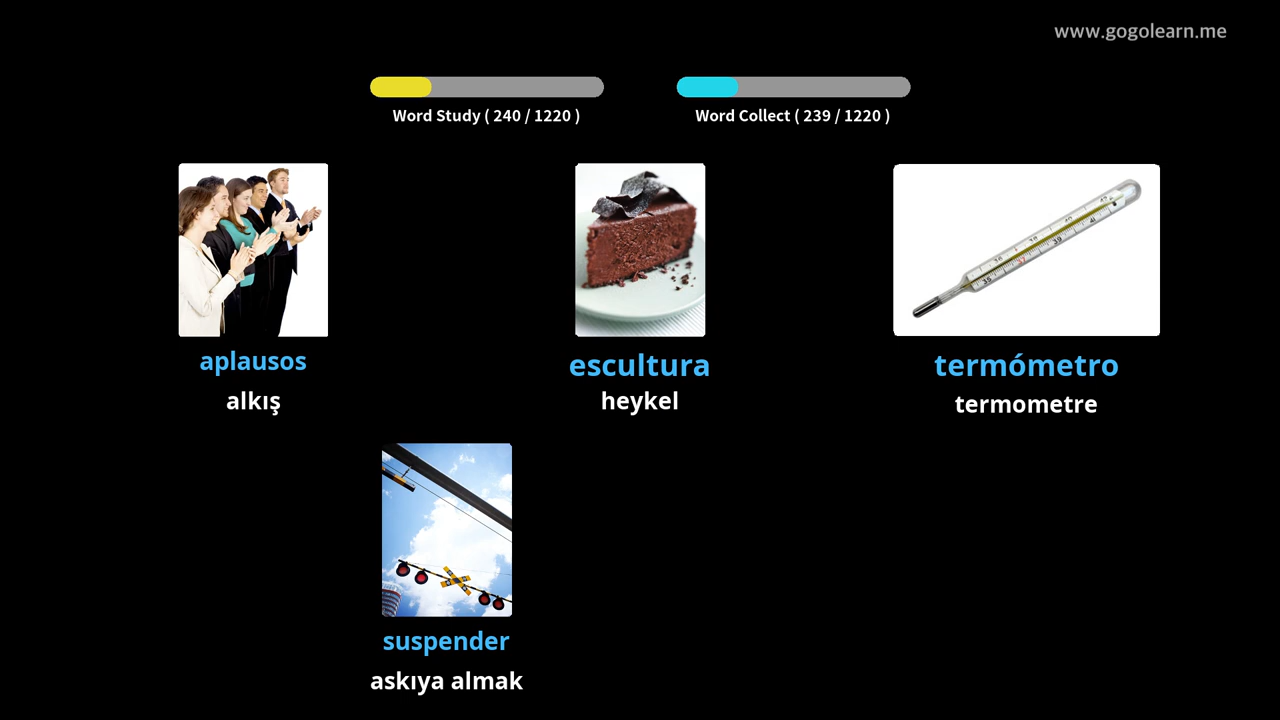 www.gogolearn.me
Word Study ( 240 / 1220 )
Word Collect ( 239 / 1220 )
aplausos
alkış
escultura
heykel
termómetro
termometre
suspender
askıya almak